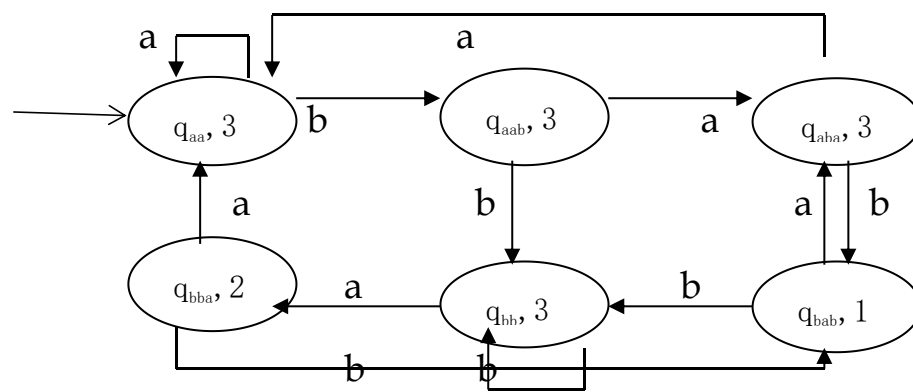 a
a
q_aa, 3
b
q_aab, 3
a
q_aba, 3
a
b
a
b
q_bba, 2
a
q_bb, 3
b
q_bab, 1
b
b